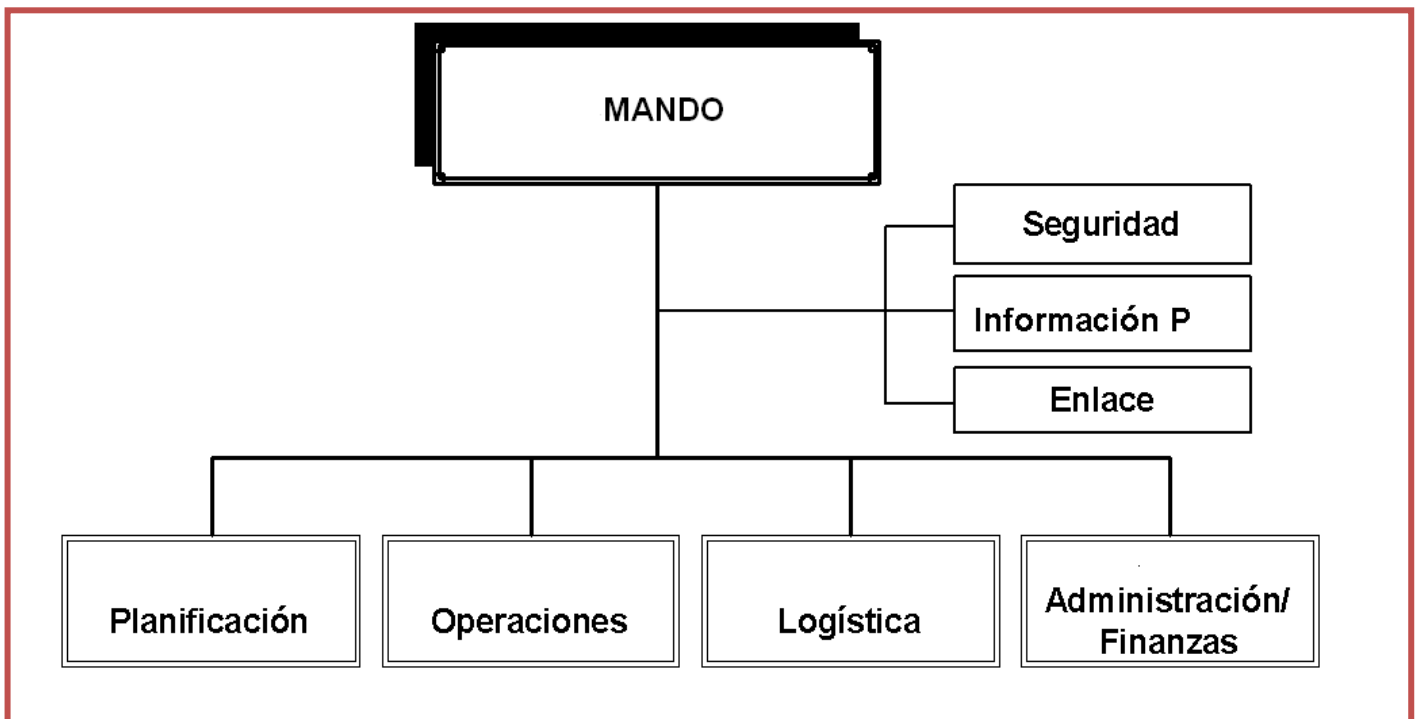 MANDO
Seguridad
Información P
Enlace
Planificación
Operaciones
Logística
Administración/
Finanzas